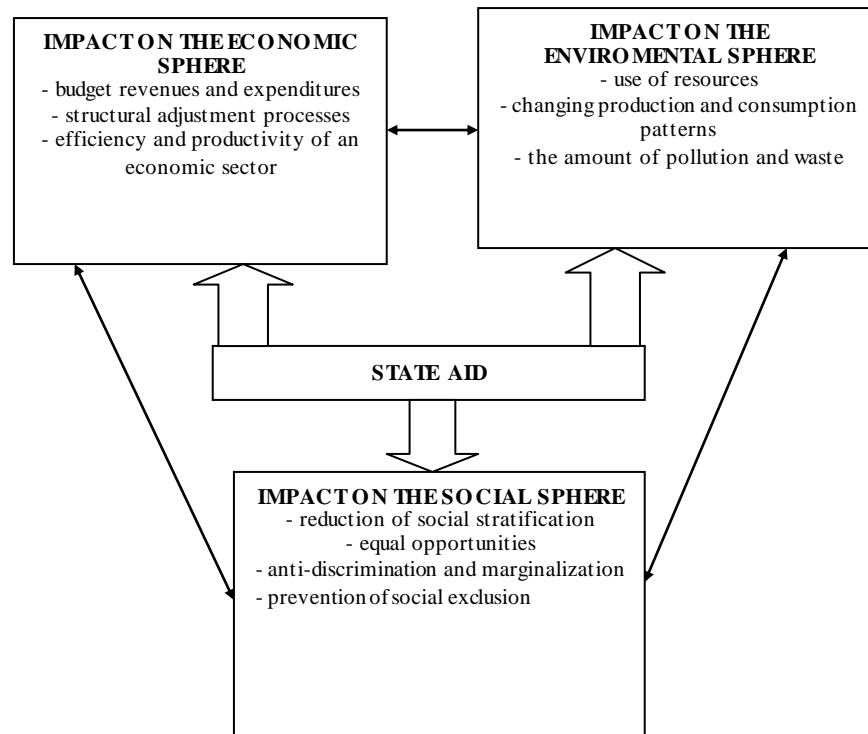 IMPACT ON THE ECONOMIC
SPHERE
- budget revenues and expenditures
- structural adjustment processes
- efficiency and productivity of an
economic sector
IMPACT ON THE
ENVIROMENTAL SPHERE
- use of resources
- changing production and consumption
patterns
- the amount of pollution and waste
STATE AID
IMPACT ON THE SOCIAL SPHERE
- reduction of social stratification
- equal opportunities
- anti-discrimination and marginalization
- prevention of social exclusion